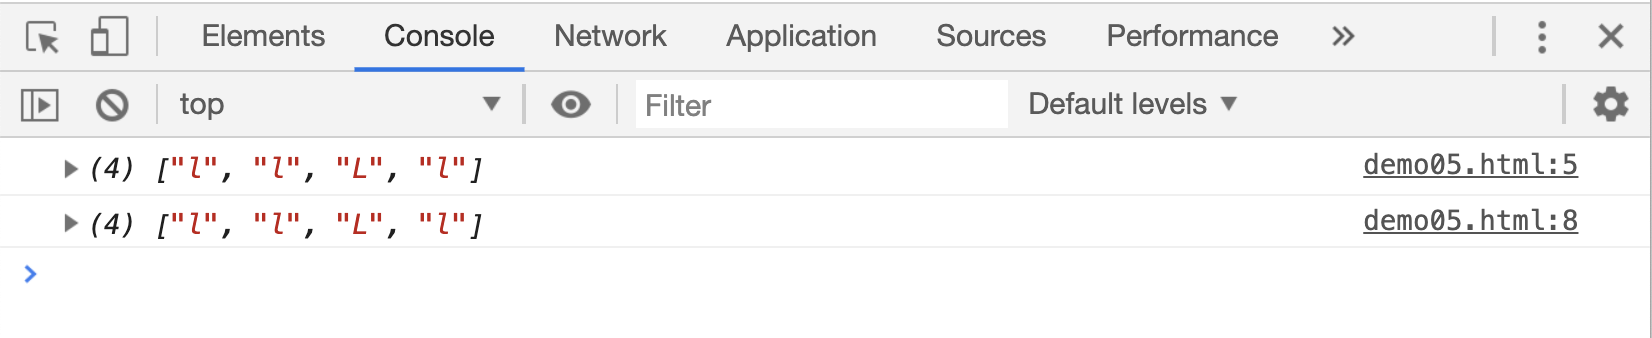 Elements Console Network Application Sources Performance »
top ▼ Filter Default levels ▼
▶ (4) ["l", "l", "L", "l"] demo05.html:5
▶ (4) ["l", "l", "L", "l"] demo05.html:8
>